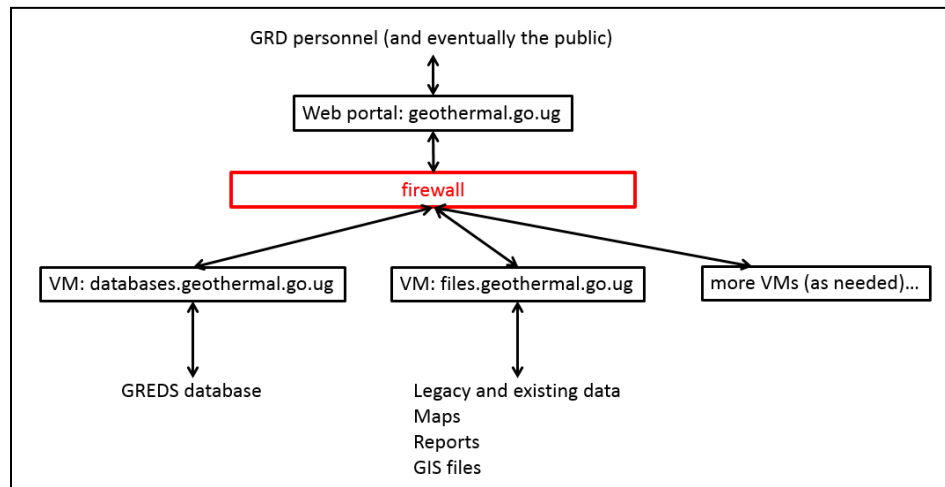 GRD personnel (and eventually the public)
Web portal: geothermal.go.ug
firewall
VM: databases.geothermal.go.ug
VM: files.geothermal.go.ug
more VMs (as needed)...
GREDS database
Legacy and existing data
Maps
Reports
GIS files